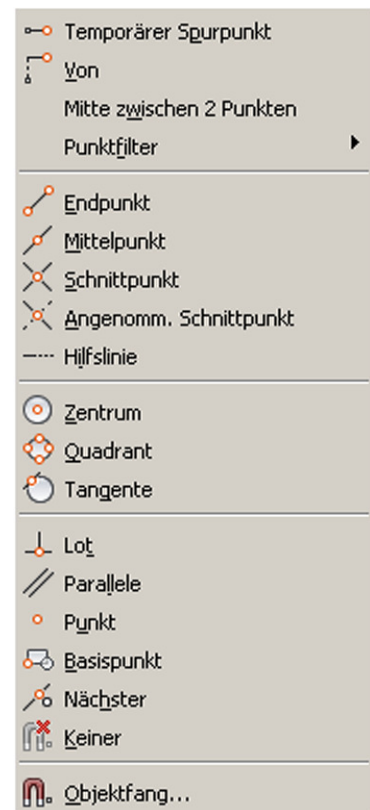 Temporärer Spurpunkt
Von
Mitte zwischen 2 Punkten
Punktfilter
Endpunkt
Mittelpunkt
Schnittpunkt
Angenomm. Schnittpunkt
Hilfslinie
Zentrum
Quadrant
Tangente
Lot
Parallele
Punkt
Basispunkt
Nächster
Keiner
Objektfang...